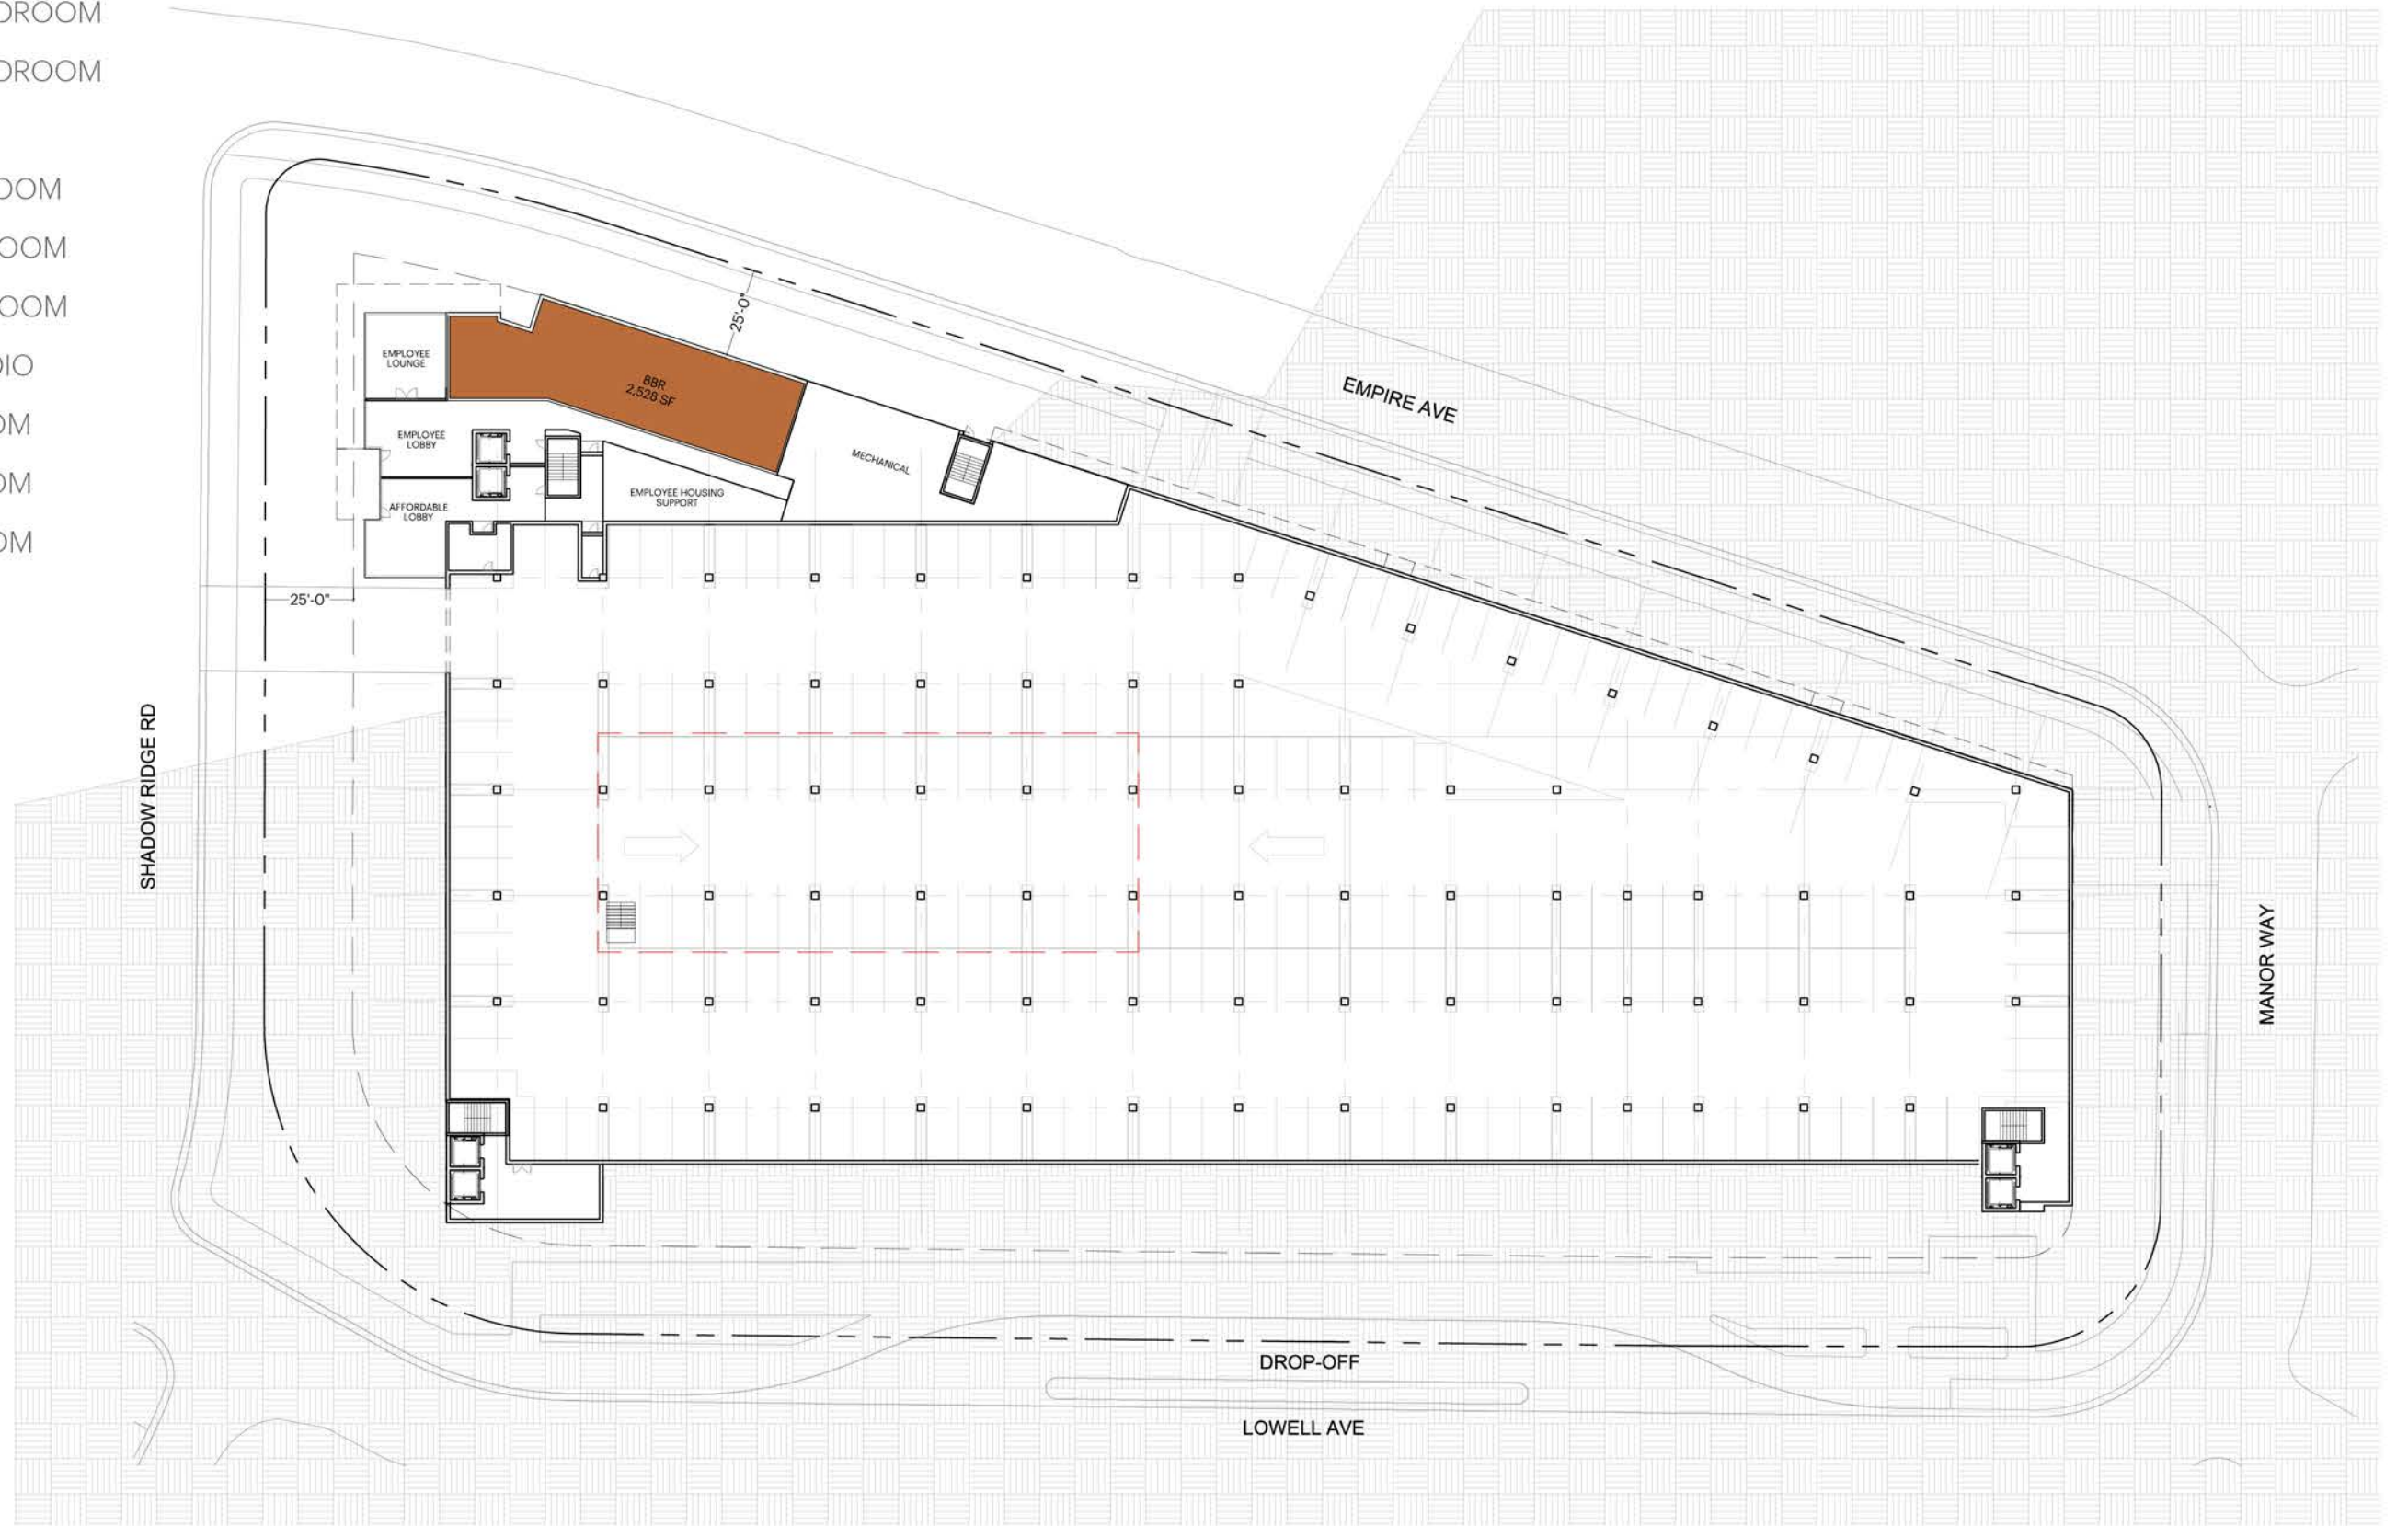 DROOM
DROOM
OOM
OOM
OOM
DIO
OM
OM
OM
25'-0"
EMPLOYEE
LOUNGE
8BR
2,528 SF
EMPIRE AVE
EMPLOYEE
LOBBY
MECHANICAL
EMPLOYEE HOUSING
SUPPORT
AFFORDABLE
LOBBY
25'-0"
SHADOW RIDGE RD
MANOR WAY
DROP-OFF
LOWELL AVE